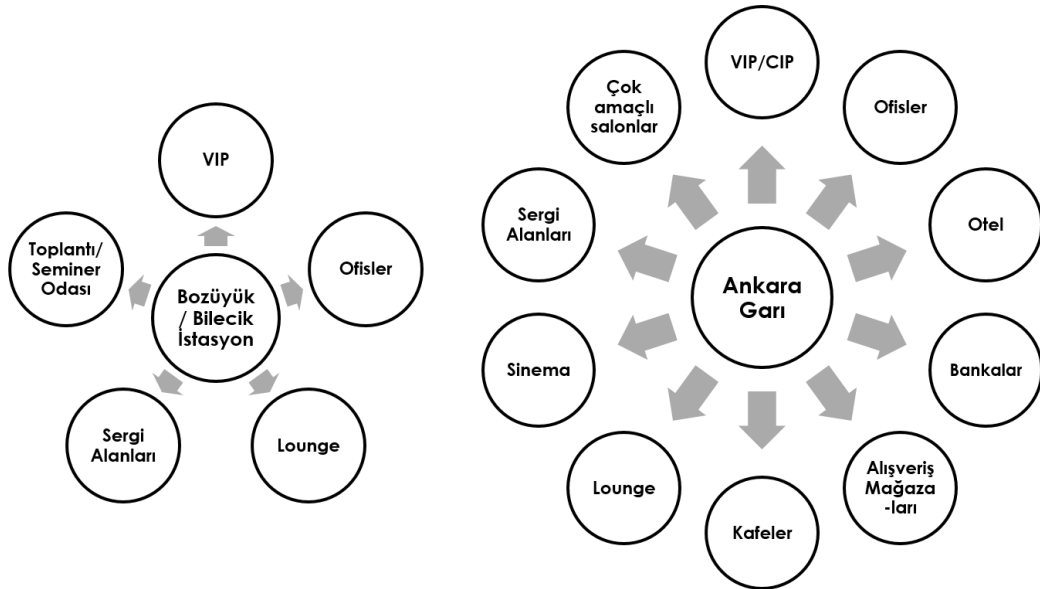 VIP
Toplantı/
Seminer
Odası
Ofisler
Bozüyük
/ Bilecik
İstasyon
Sergi
Alanları
Lounge
VIP/CIP
Çok
amaçlı
salonlar
Ofisler
Sergi
Alanları
Otel
Ankara
Garı
Sinema
Bankalar
Lounge
Alışveriş
Mağaza
-ları
Kafeler